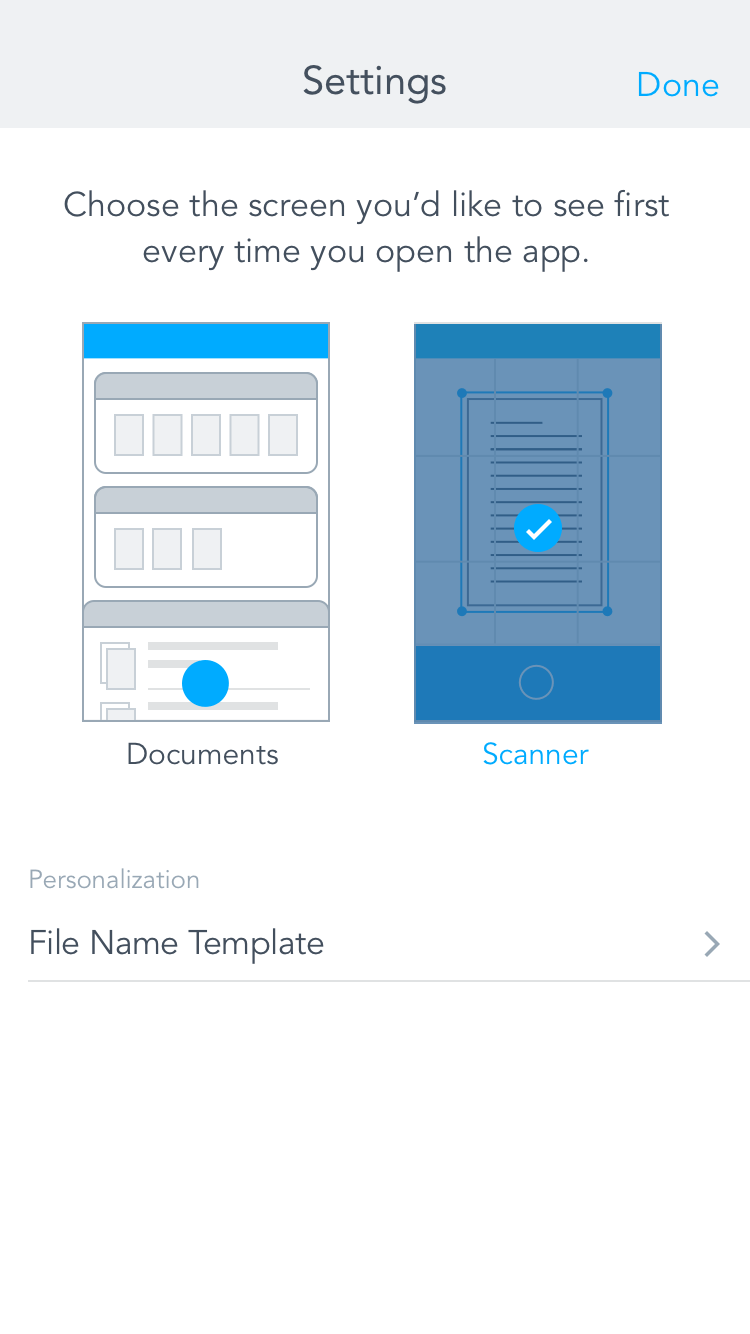 Settings
Done
Choose the screen you’d like to see first
every time you open the app.
Documents
Scanner
Personalization
File Name Template